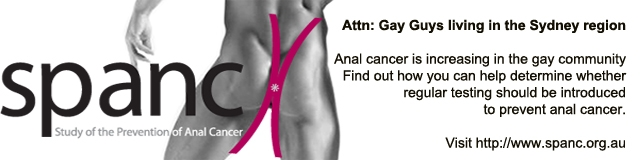 spanc
Study of the Prevention of Anal Cancer
Attn: Gay Guys living in the Sydney region
Anal cancer is increasing in the gay community
Find out how you can help determine whether
regular testing should be introduced
to prevent anal cancer.
Visit http://www.spanc.org.au